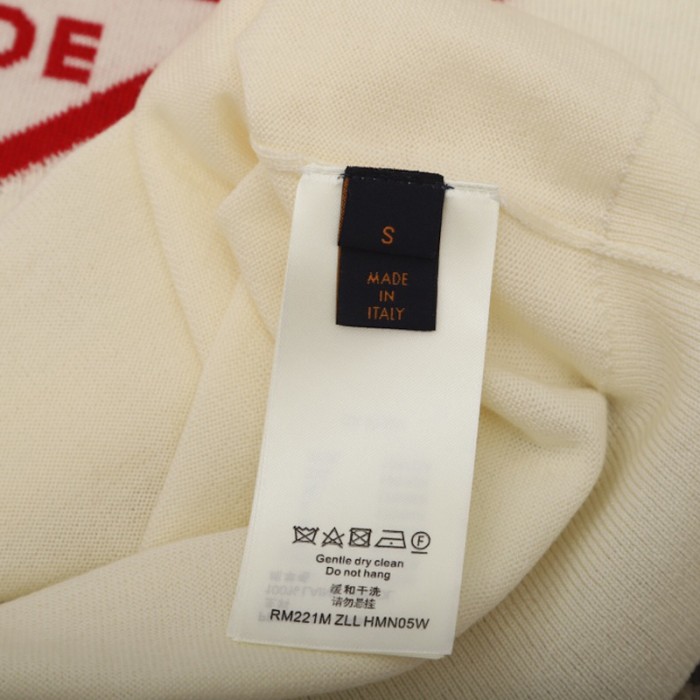 DE
S
MADE
IN
ITALY
F
Gentle dry clean
Do not hang
缓和干洗
请勿悬挂
RM221M ZLL HMN05W